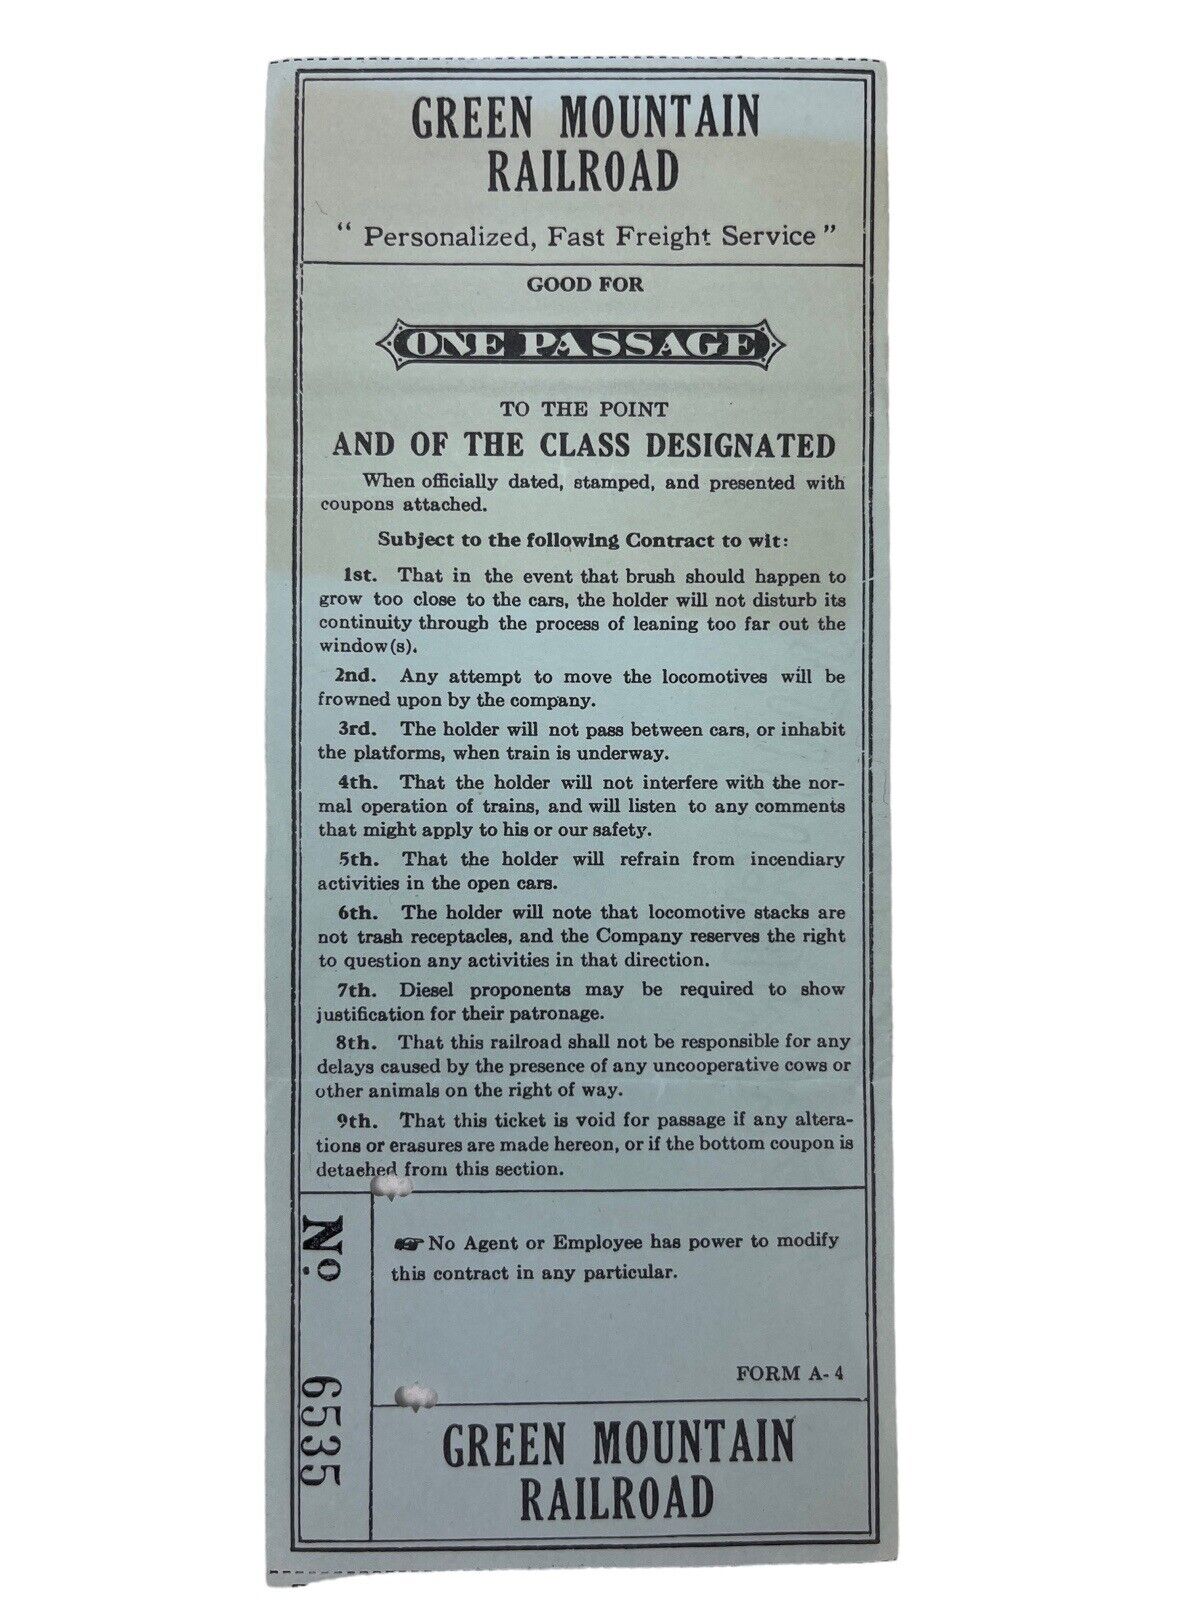 GREEN MOUNTAIN
RAILROAD
“ Personalized, Fast Freight Service ”
GOOD FOR
ONE PASSAGE
TO THE POINT
AND OF THE CLASS DESIGNATED
When officially dated, stamped, and presented with
coupons attached.
Subject to the following Contract to wit:
1st. That in the event that brush should happen to
grow too close to the cars, the holder will not disturb its
continuity through the process of leaning too far out the
window(s).
2nd. Any attempt to move the locomotives will be
frowned upon by the company.
3rd. The holder will not pass between cars, or inhabit
the platforms, when train is underway.
4th. That the holder will not interfere with the nor-
mal operation of trains, and will listen to any comments
that might apply to his or our safety.
5th. That the holder will refrain from incendiary
activities in the open cars.
6th. The holder will note that locomotive stacks are
not trash receptacles, and the Company reserves the right
to question any activities in that direction.
7th. Diesel proponents may be required to show
justification for their patronage.
8th. That this railroad shall not be responsible for any
delays caused by the presence of any uncooperative cows or
other animals on the right of way.
9th. That this ticket is void for passage if any altera-
tions or erasures are made hereon, or if the bottom coupon is
detached from this section.
No. 6535
☞ No Agent or Employee has power to modify
this contract in any particular.
FORM A-4
GREEN MOUNTAIN
RAILROAD